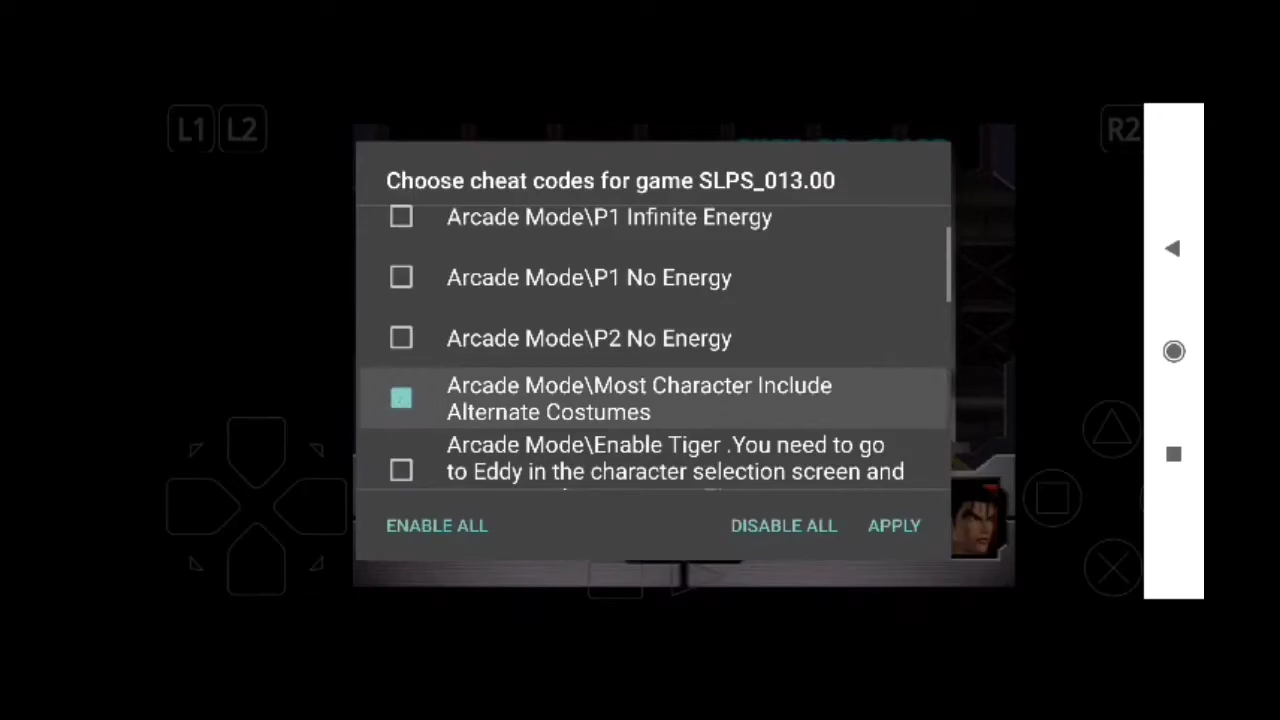 L1 L2
R2
Choose cheat codes for game SLPS_013.00
Arcade Mode\P1 Infinite Energy
Arcade Mode\P1 No Energy
Arcade Mode\P2 No Energy
Arcade Mode\Most Character Include
Alternate Costumes
Arcade Mode\Enable Tiger .You need to go
to Eddy in the character selection screen and
ENABLE ALL
DISABLE ALL
APPLY